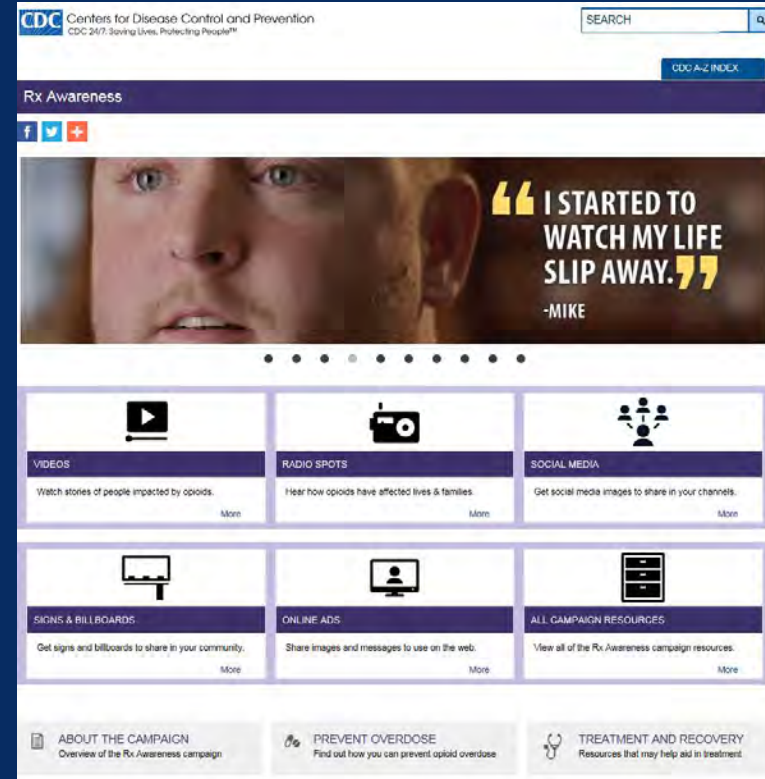 CDC Centers for Disease Control and Prevention
CDC 24/7: Saving Lives, Protecting People™
SEARCH
CDC A-Z INDEX
Rx Awareness
“ I STARTED TO
WATCH MY LIFE
SLIP AWAY.”
-MIKE
VIDEOS
Watch stories of people impacted by opioids.
More
RADIO SPOTS
Hear how opioids have affected lives & families.
More
SOCIAL MEDIA
Get social media images to share in your channels.
More
SIGNS & BILLBOARDS
Get signs and billboards to share in your community.
More
ONLINE ADS
Share images and messages to use on the web.
More
ALL CAMPAIGN RESOURCES
View all of the Rx Awareness campaign resources.
More
ABOUT THE CAMPAIGN
Overview of the Rx Awareness campaign
PREVENT OVERDOSE
Find out how you can prevent opioid overdose
TREATMENT AND RECOVERY
Resources that may help aid in treatment